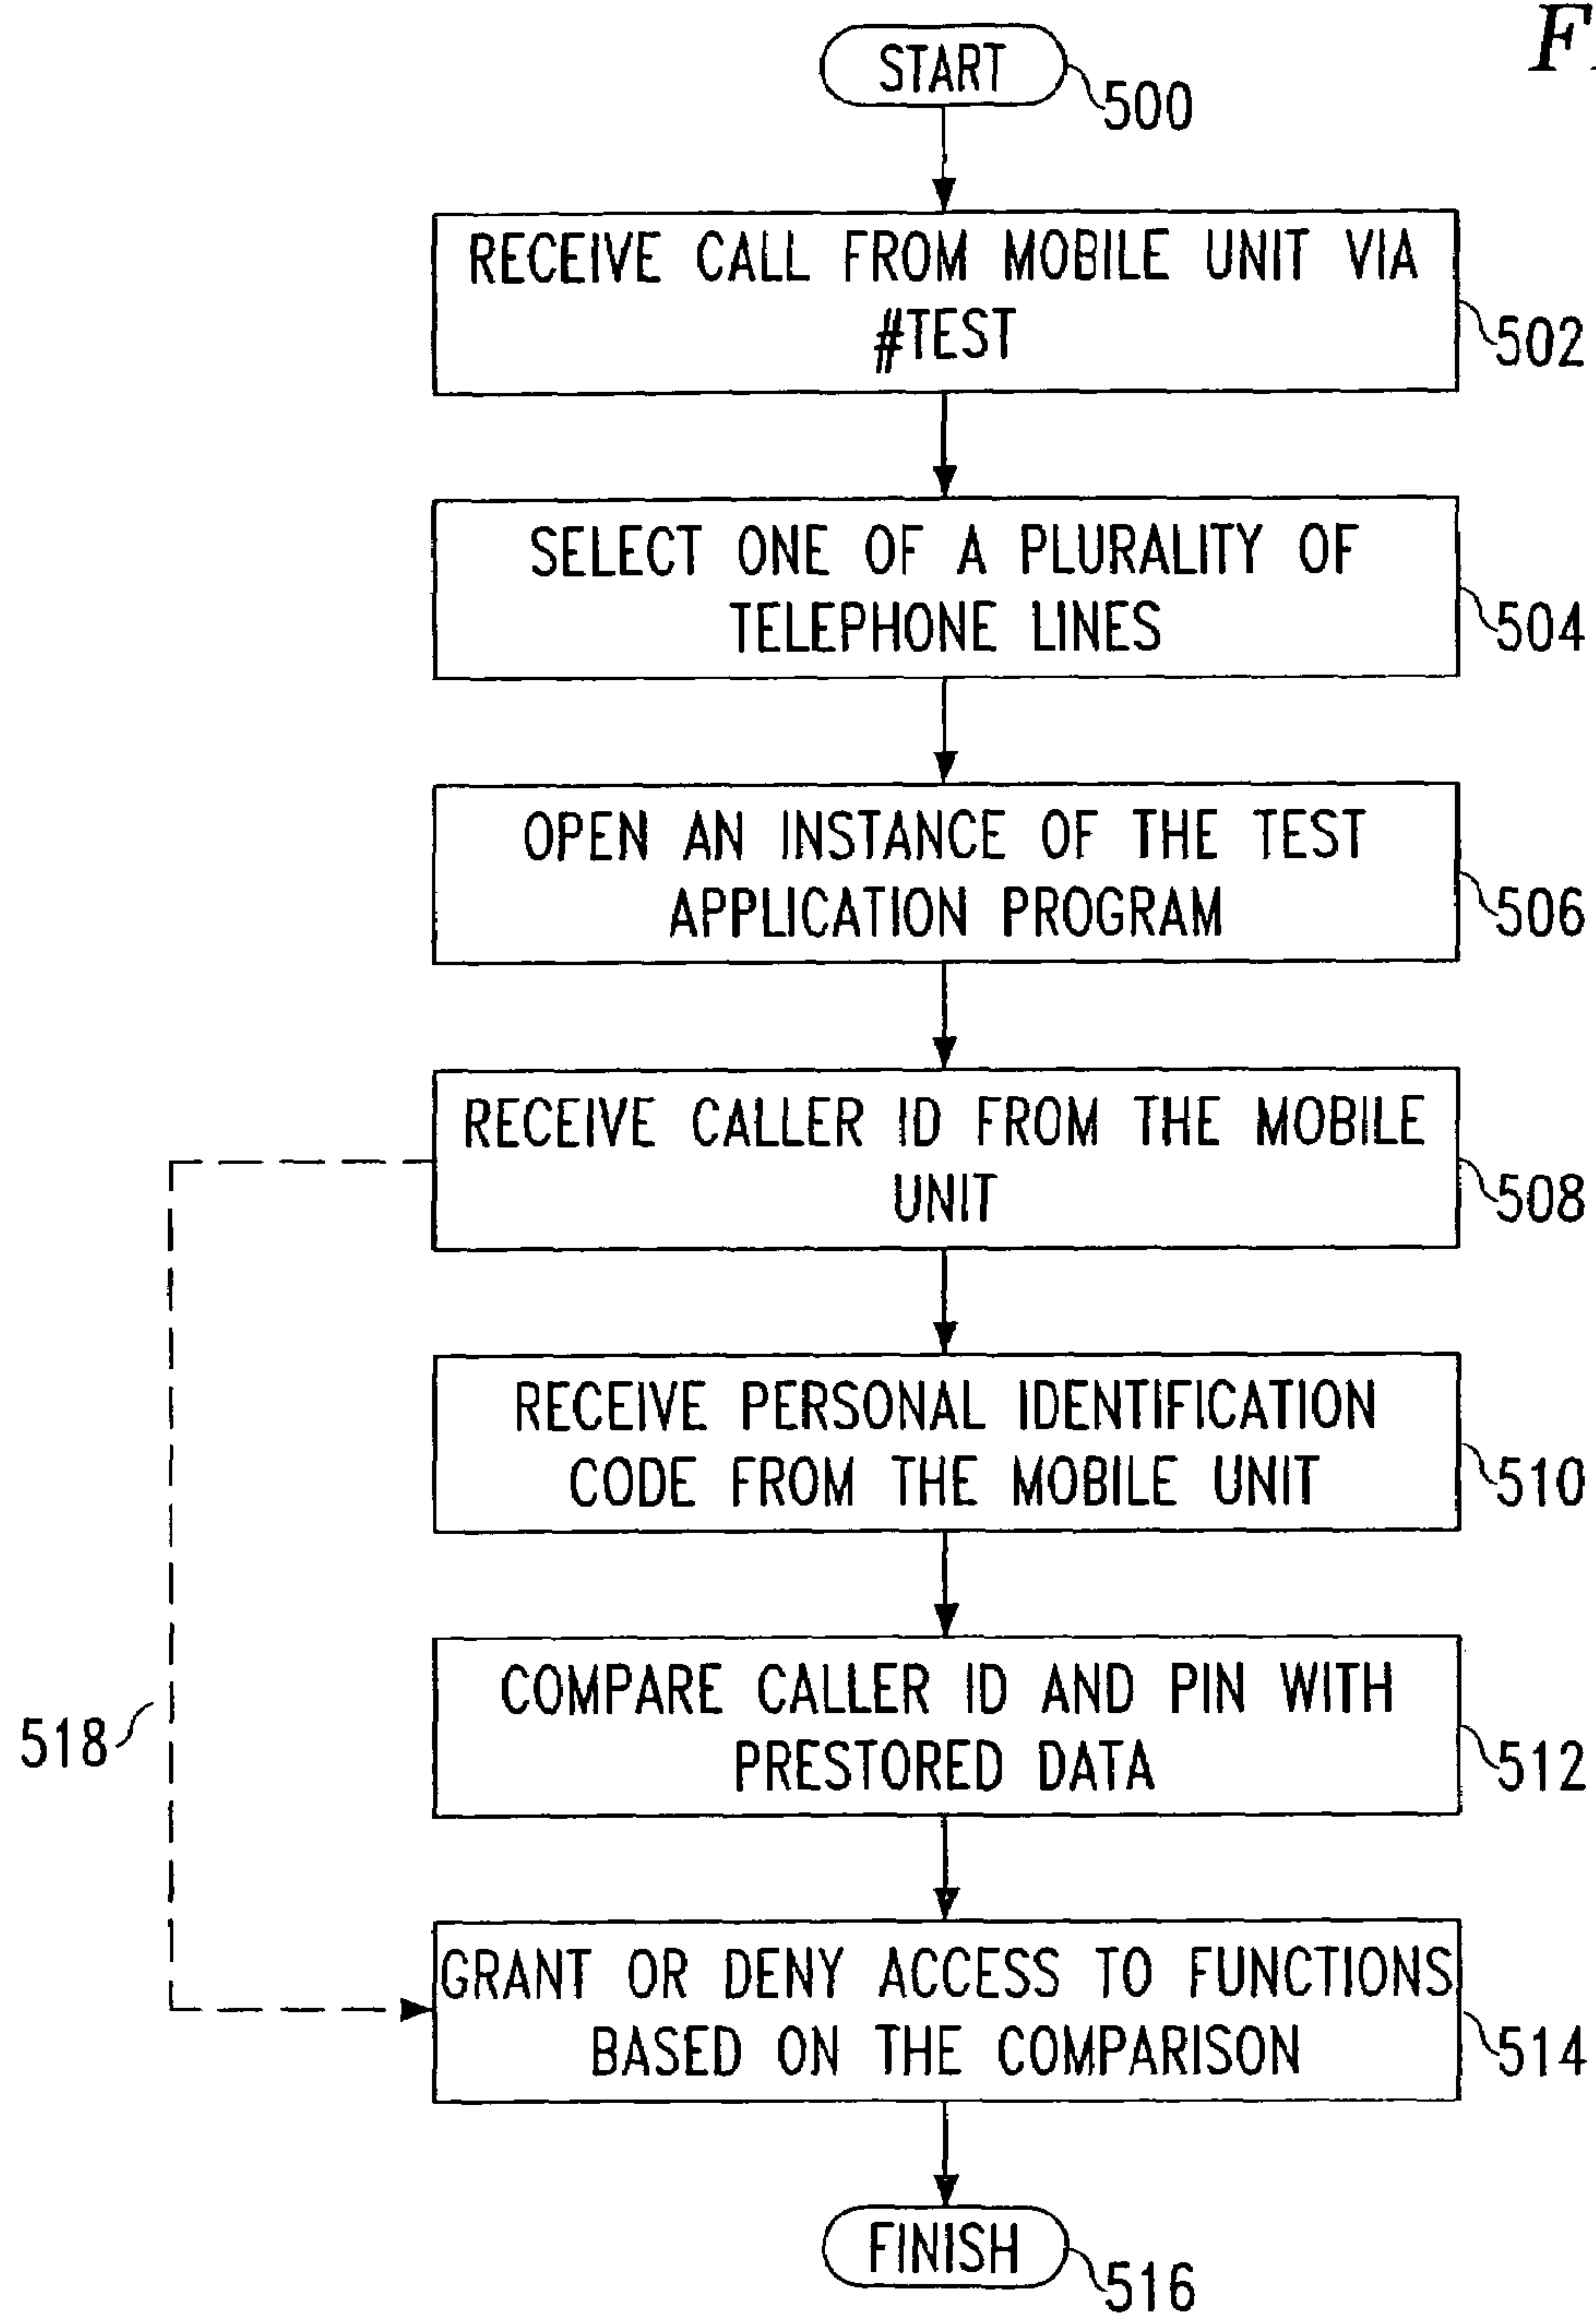 START
500
RECEIVE CALL FROM MOBILE UNIT VIA
#TEST
502
SELECT ONE OF A PLURALITY OF
TELEPHONE LINES
504
OPEN AN INSTANCE OF THE TEST
APPLICATION PROGRAM
506
RECEIVE CALLER ID FROM THE MOBILE
UNIT
508
RECEIVE PERSONAL IDENTIFICATION
CODE FROM THE MOBILE UNIT
510
COMPARE CALLER ID AND PIN WITH
PRESTORED DATA
512
518
GRANT OR DENY ACCESS TO FUNCTIONS
BASED ON THE COMPARISON
514
FINISH
516